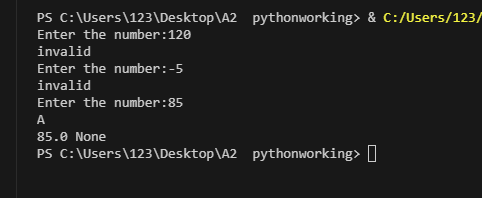 PS C:\Users\123\Desktop\A2  pythonworking> & C:/Users/123/
Enter the number:120
invalid
Enter the number:-5
invalid
Enter the number:85
A
85.0 None
PS C:\Users\123\Desktop\A2  pythonworking>